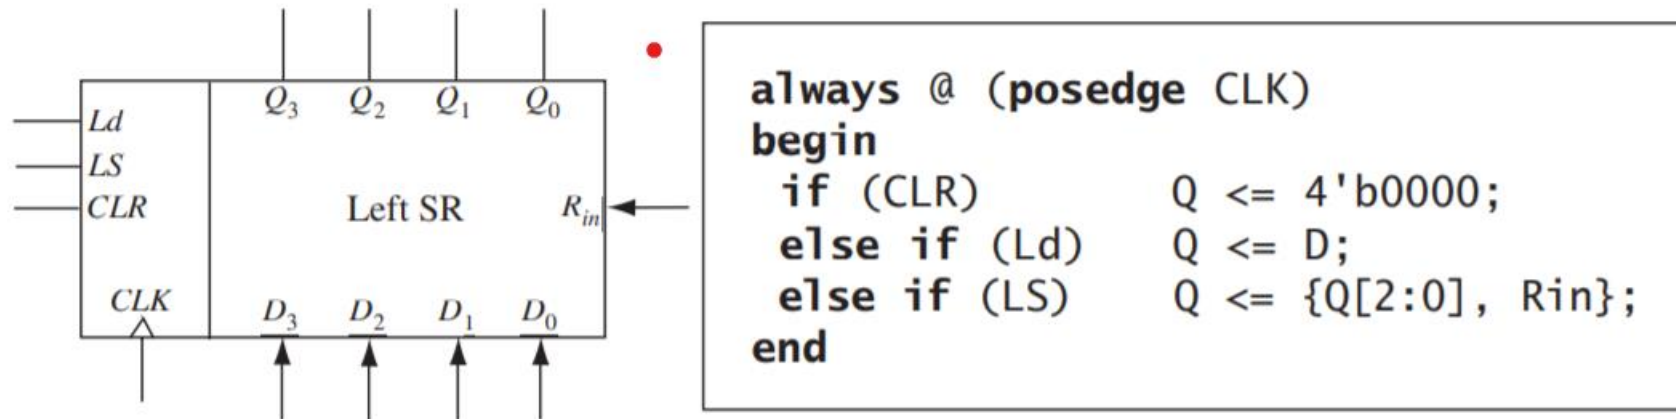 Q3 Q2 Q1 Q0
Ld
LS
CLR
Left SR
Rin
CLK
D3 D2 D1 D0
always @ (posedge CLK)
begin
if (CLR) Q <= 4'b0000;
else if (Ld) Q <= D;
else if (LS) Q <= {Q[2:0], Rin};
end